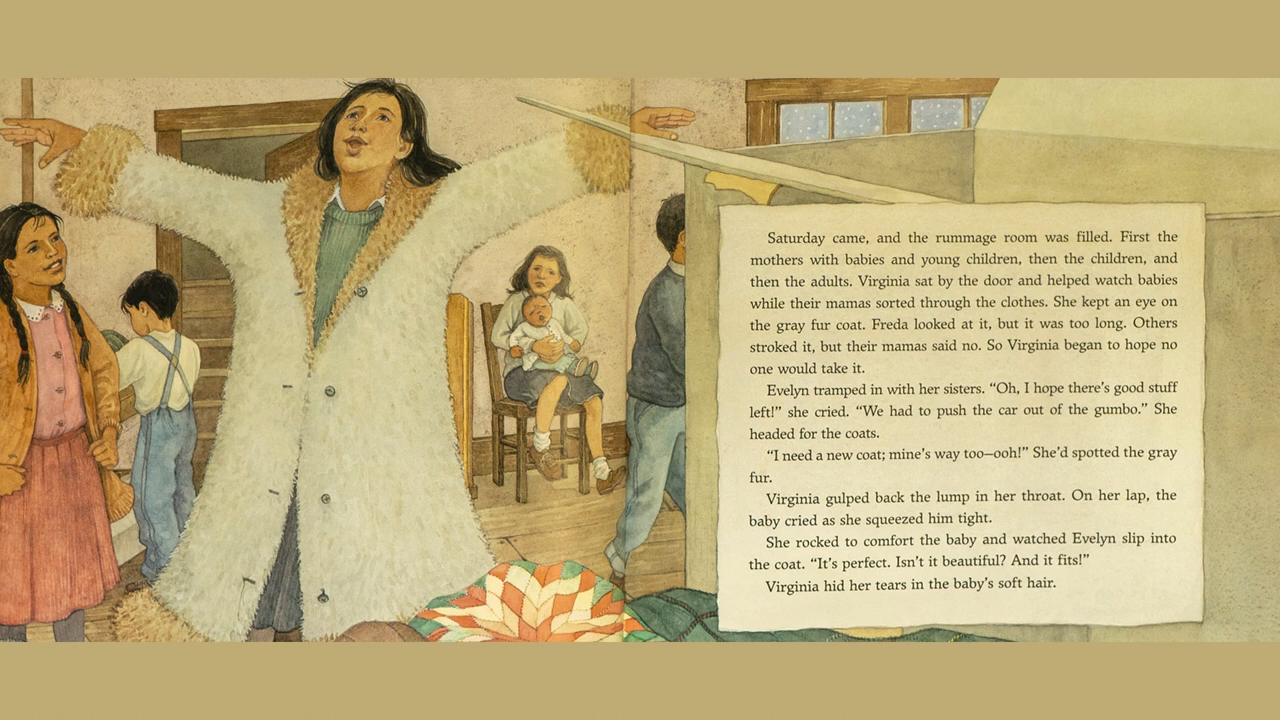 Saturday came, and the rummage room was filled. First the
mothers with babies and young children, then the children, and
then the adults. Virginia sat by the door and helped watch babies
while their mamas sorted through the clothes. She kept an eye on
the gray fur coat. Freda looked at it, but it was too long. Others
stroked it, but their mamas said no. So Virginia began to hope no
one would take it.
Evelyn tramped in with her sisters. “Oh, I hope there’s good stuff
left!” she cried. “We had to push the car out of the gumbo.” She
headed for the coats.
“I need a new coat; mine’s way too—ooh!” She’d spotted the gray
fur.
Virginia gulped back the lump in her throat. On her lap, the
baby cried as she squeezed him tight.
She rocked to comfort the baby and watched Evelyn slip into
the coat. “It’s perfect. Isn’t it beautiful? And it fits!”
Virginia hid her tears in the baby’s soft hair.